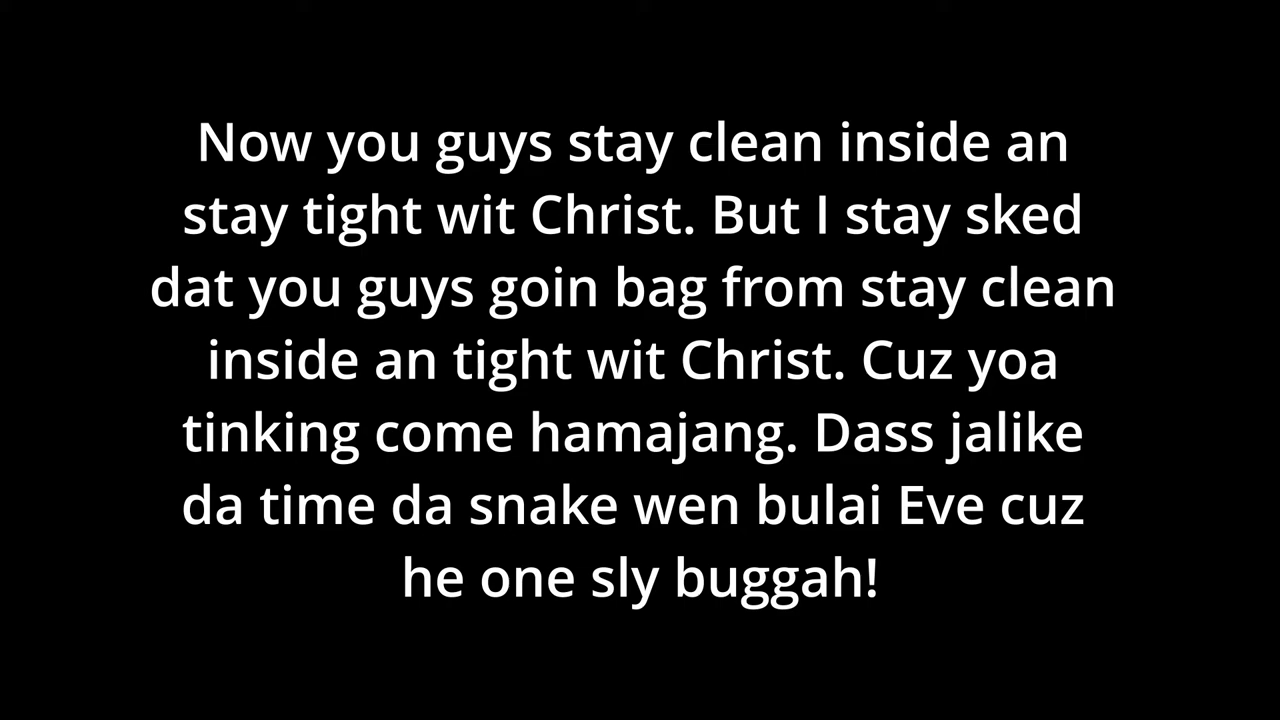 Now you guys stay clean inside an
stay tight wit Christ. But I stay sked
dat you guys goin bag from stay clean
inside an tight wit Christ. Cuz yoa
tinking come hamajang. Dass jalike
da time da snake wen bulai Eve cuz
he one sly buggah!